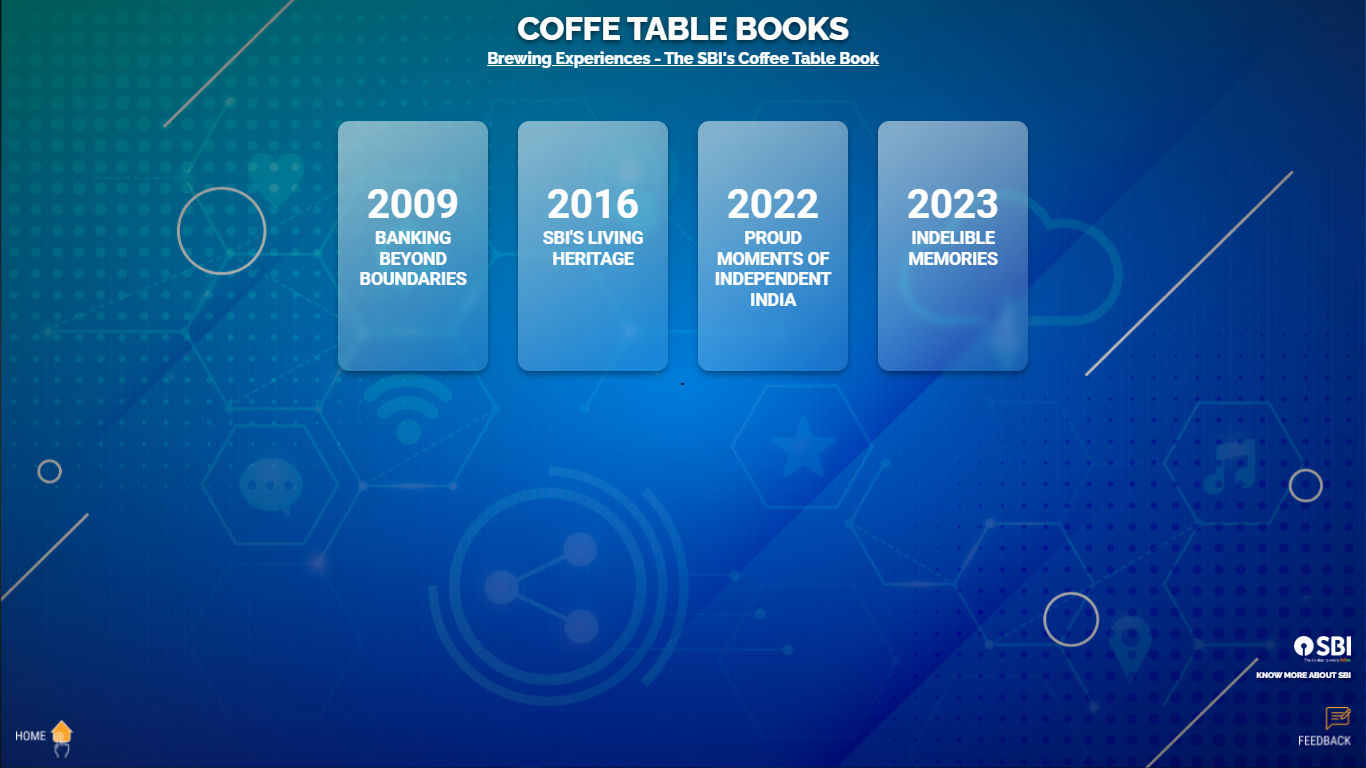 COFFE TABLE BOOKS
Brewing Experiences - The SBI's Coffee Table Book
2009
BANKING
BEYOND
BOUNDARIES
2016
SBI'S LIVING
HERITAGE
2022
PROUD
MOMENTS OF
INDEPENDENT
INDIA
2023
INDELIBLE
MEMORIES
SBI
KNOW MORE ABOUT SBI
HOME
FEEDBACK